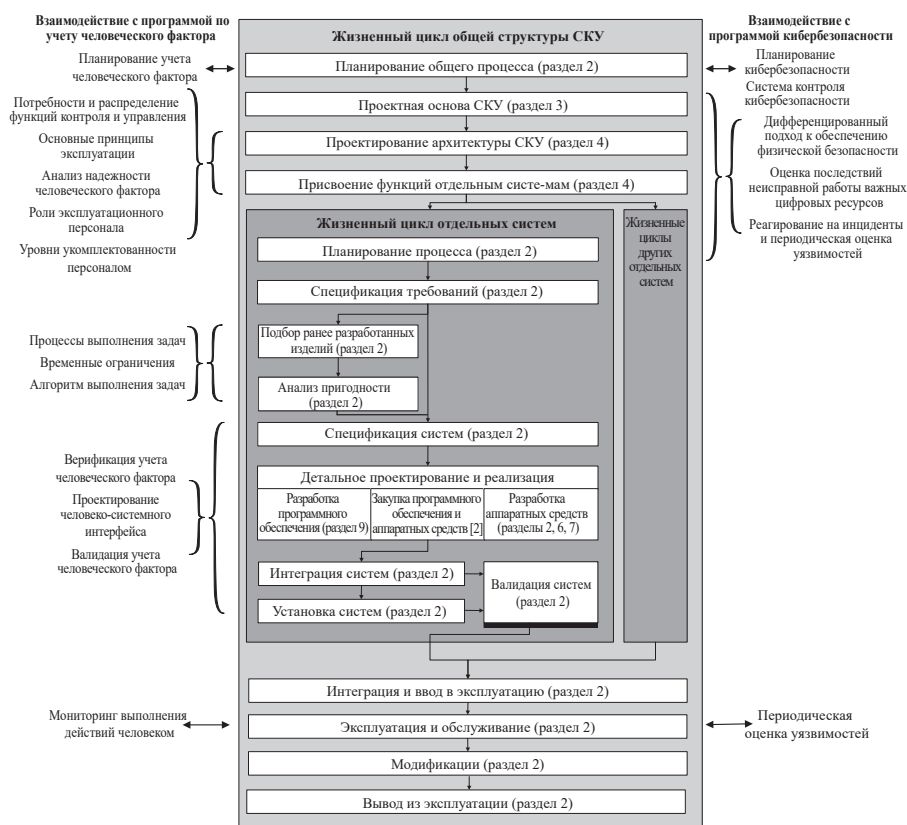 Взаимодействие с программой по
учету человеческого фактора
Планирование учета
человеческого фактора
Потребности и распределение
функций контроля и управления
Основные принципы
эксплуатации
Анализ надежности
человеческого фактора
Роли эксплуатационного
персонала
Уровни укомплектованности
персоналом
Процессы выполнения задач
Временные ограничения
Алгоритм выполнения задач
Верификация учета
человеческого фактора
Проектирование
человеко-системного
интерфейса
Валидация учета
человеческого фактора
Мониторинг выполнения
действий человеком
Жизненный цикл общей структуры СКУ
Планирование общего процесса (раздел 2)
Проектная основа СКУ (раздел 3)
Проектирование архитектуры СКУ (раздел 4)
Присвоение функций отдельным систе-мам (раздел 4)
Жизненный цикл отдельных систем
Планирование процесса (раздел 2)
Спецификация требований (раздел 2)
Подбор ранее разработанных
изделий (раздел 2)
Анализ пригодности
(раздел 2)
Спецификация систем (раздел 2)
Детальное проектирование и реализация
Разработка
программного
обеспечения (раздел 9)
Закупка программного
обеспечения и
аппаратных средств [2]
Разработка
аппаратных средств
(разделы 2, 6, 7)
Интеграция систем (раздел 2)
Установка систем (раздел 2)
Валидация систем
(раздел 2)
Жизненные
циклы
других
отдельных
систем
Интеграция и ввод в эксплуатацию (раздел 2)
Эксплуатация и обслуживание (раздел 2)
Модификации (раздел 2)
Вывод из эксплуатации (раздел 2)
Взаимодействие с
программой кибербезопасности
Планирование
кибербезопасности
Система контроля
кибербезопасности
Дифференцированный
подход к обеспечению
физической безопасности
Оценка последствий
неисправной работы важных
цифровых ресурсов
Реагирование на инциденты
и периодическая оценка
уязвимостей
Периодическая
оценка уязвимостей